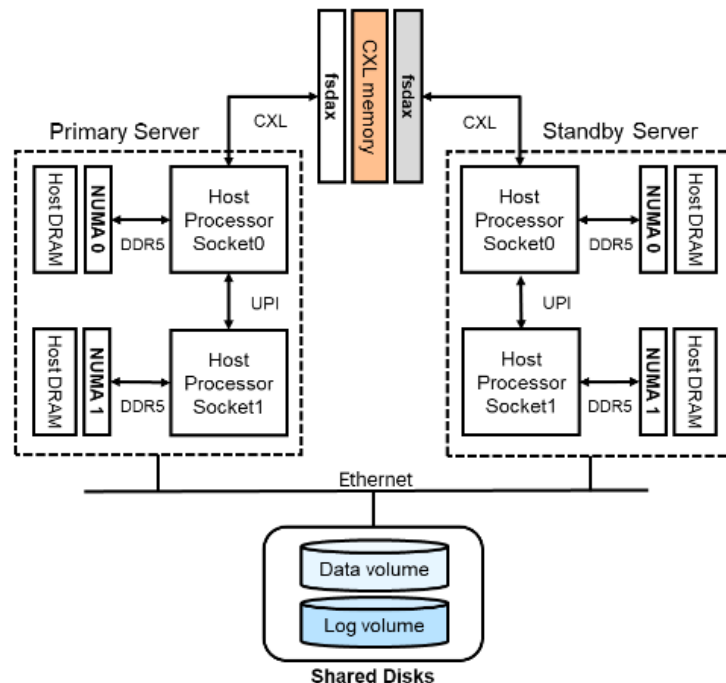 fsdax
CXL memory
fsdax
CXL
CXL
Primary Server
Standby Server
Host DRAM
NUMA 0
DDR5
Host
Processor
Socket0
Host
Processor
Socket0
DDR5
NUMA 0
Host DRAM
UPI
UPI
Host DRAM
NUMA 1
DDR5
Host
Processor
Socket1
Host
Processor
Socket1
DDR5
NUMA 1
Host DRAM
Ethernet
Data volume
Log volume
Shared Disks